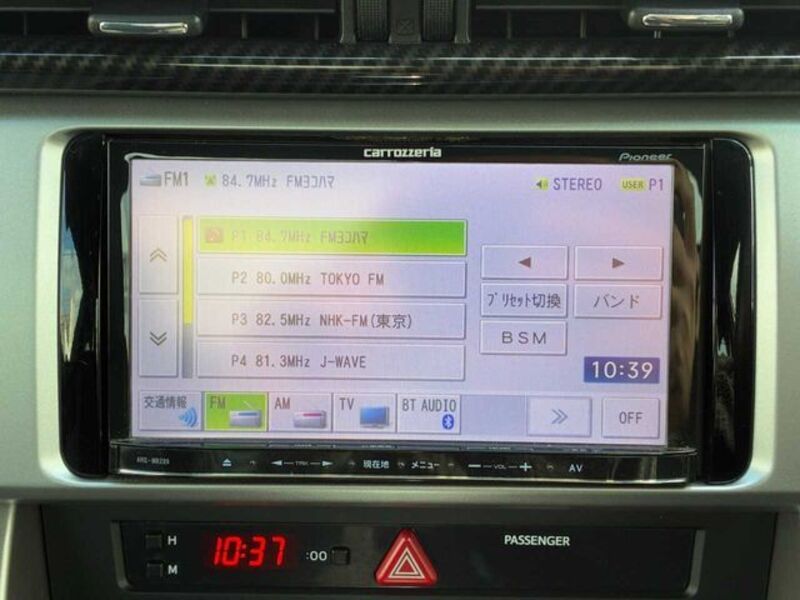 carrozzeria
Pioneer
FM1 84.7MHz FMヨコハマ STEREO USER P1
P1 84.7MHz FMヨコハマ
P2 80.0MHz TOKYO FM
P3 82.5MHz NHK-FM(東京)
P4 81.3MHz J-WAVE
プリセット切換 バンド
BSM
10:39
交通情報 FM AM TV BT AUDIO OFF
TRK 現在地 メニュー VOL AV
H
10:37 :00
M
PASSENGER